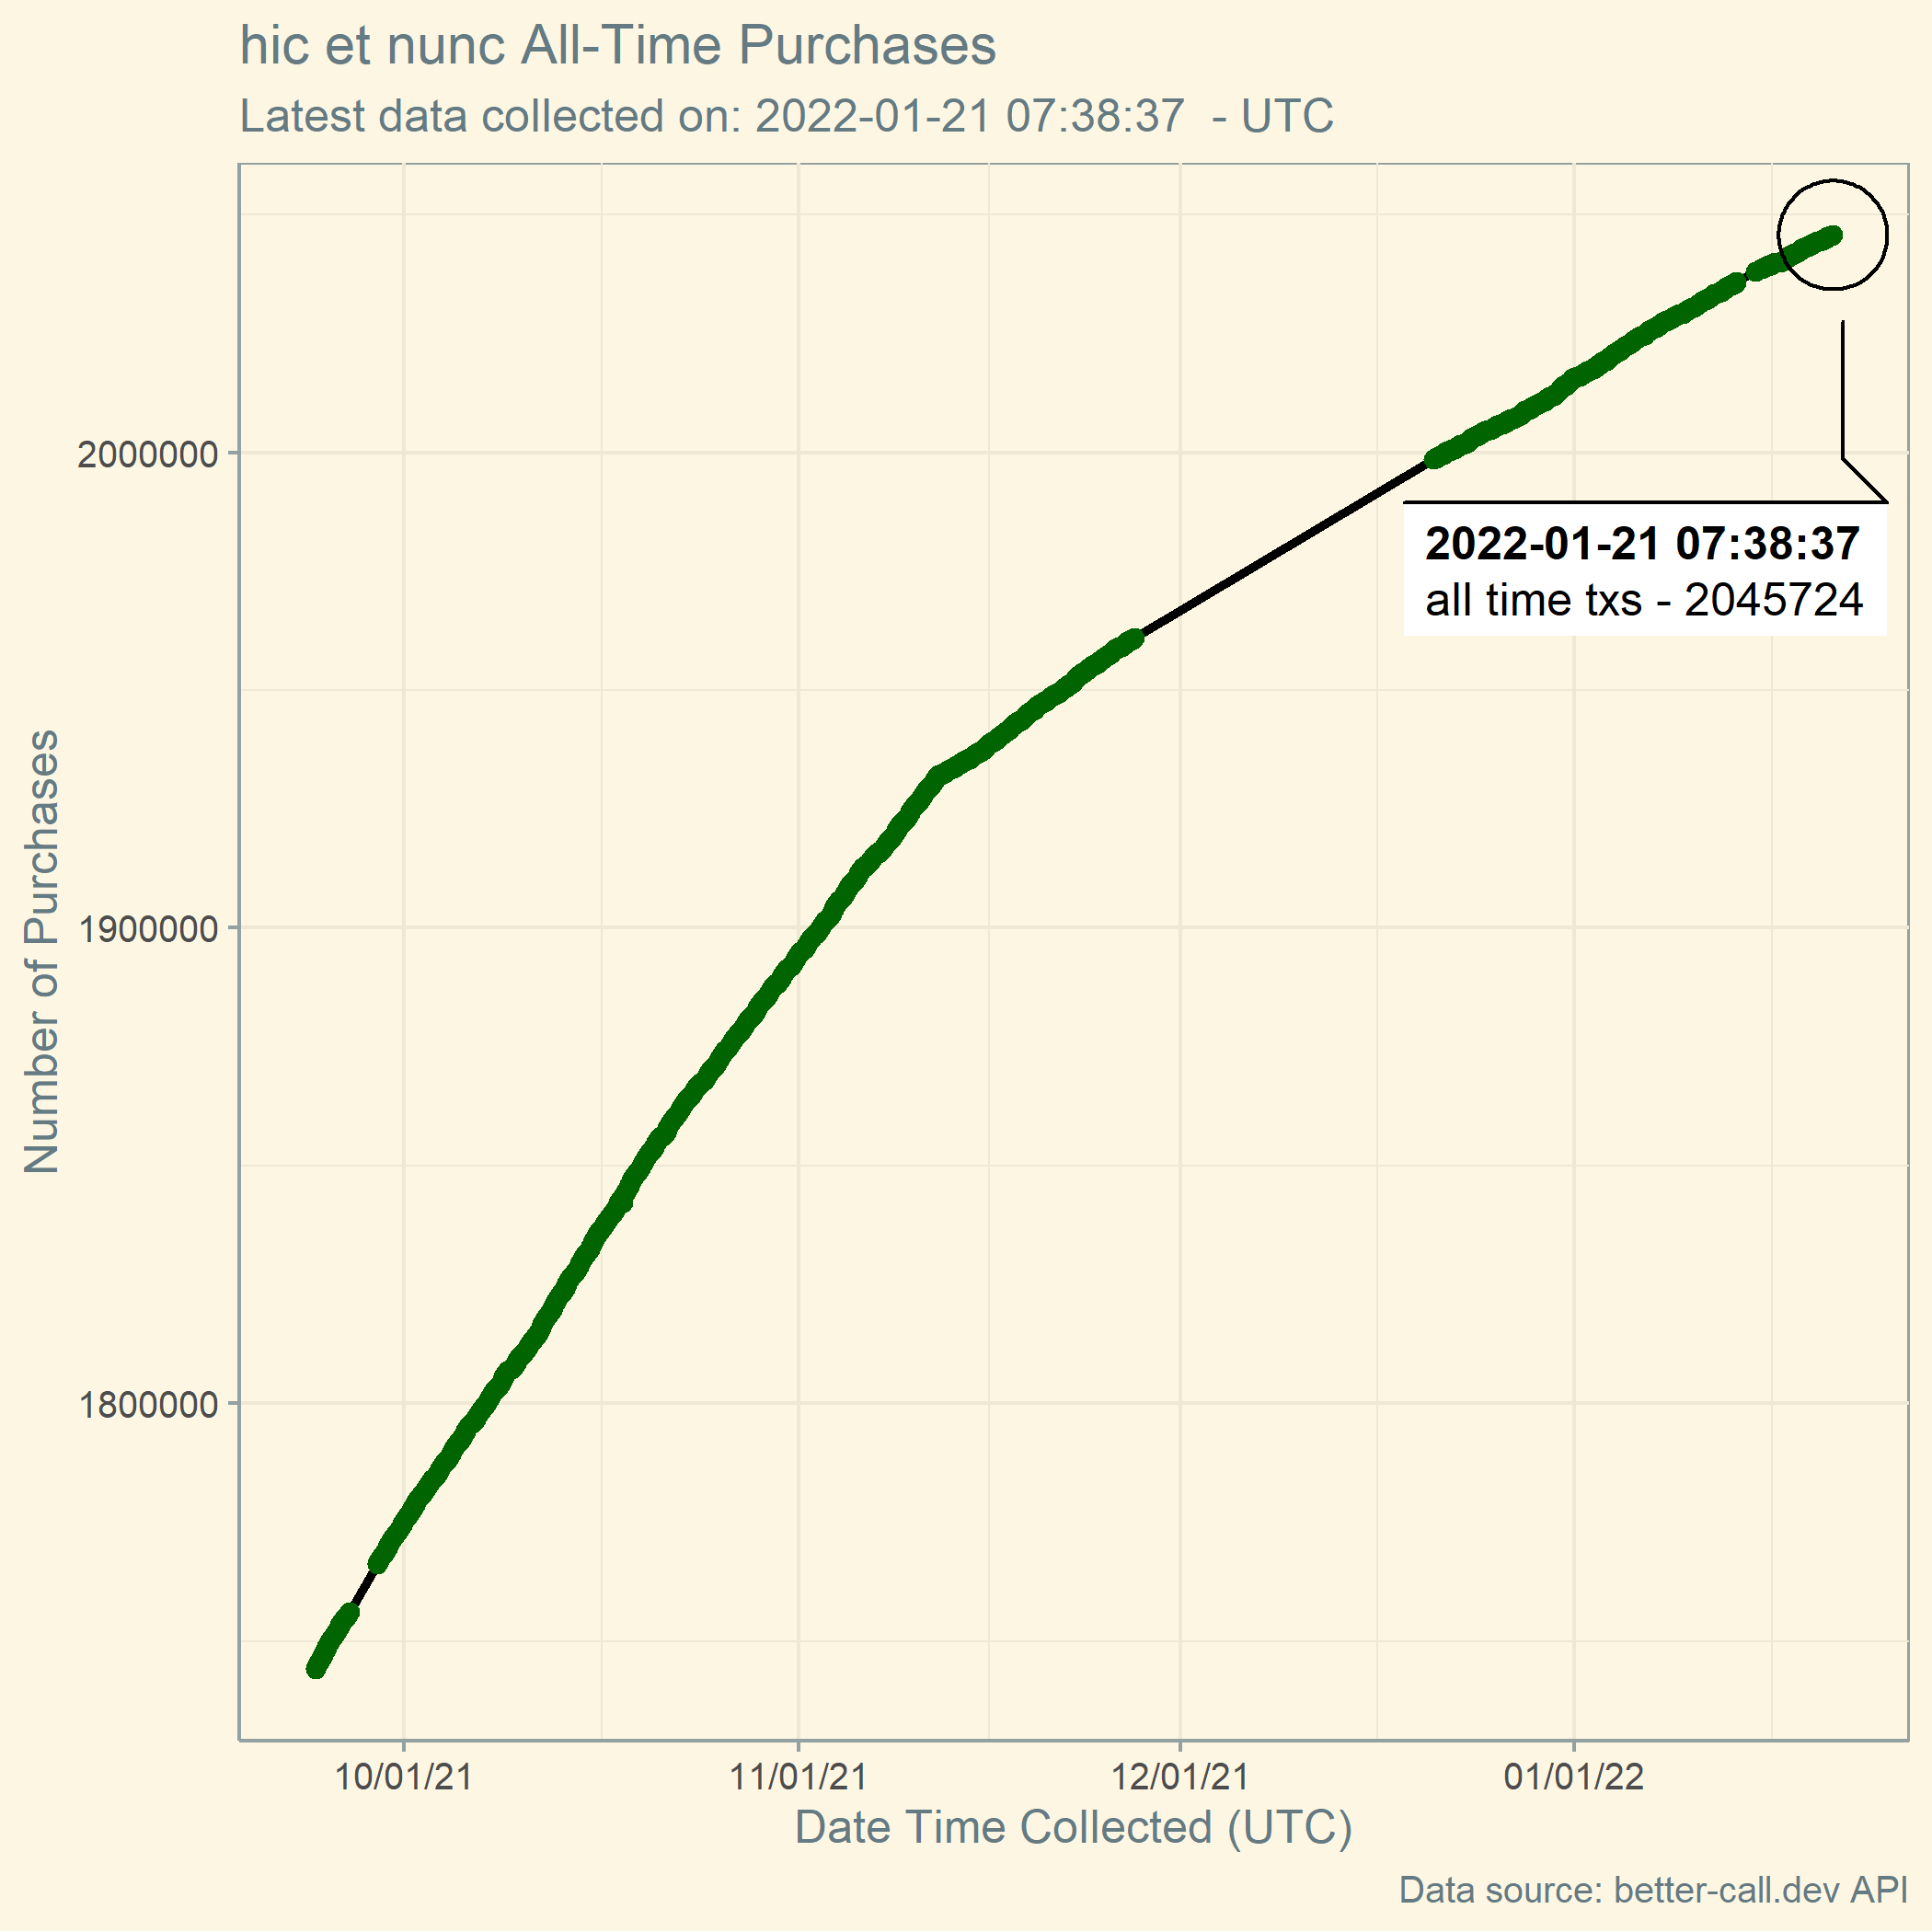 hic et nunc All-Time Purchases
Latest data collected on: 2022-01-21 07:38:37  - UTC
Number of Purchases
2000000
1900000
1800000
2022-01-21 07:38:37
all time txs - 2045724
10/01/21
11/01/21
12/01/21
01/01/22
Date Time Collected (UTC)
Data source: better-call.dev API